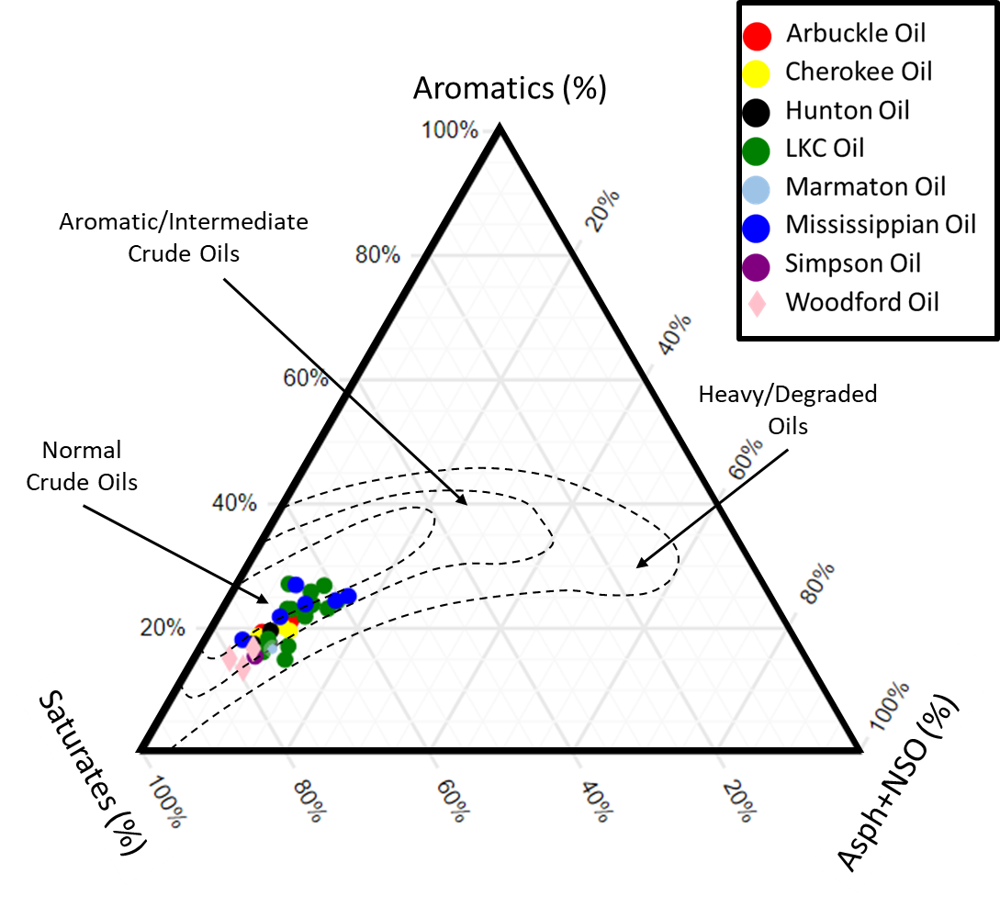 Arbuckle Oil
Cherokee Oil
Hunton Oil
LKC Oil
Marmaton Oil
Mississippian Oil
Simpson Oil
Woodford Oil
Aromatics (%)
100%
80%
60%
40%
20%
20%
40%
60%
80%
100%
Aromatic/Intermediate
Crude Oils
Heavy/Degraded
Oils
Normal
Crude Oils
Saturates (%)
100%
80%
60%
40%
20%
Asph+NSO (%)